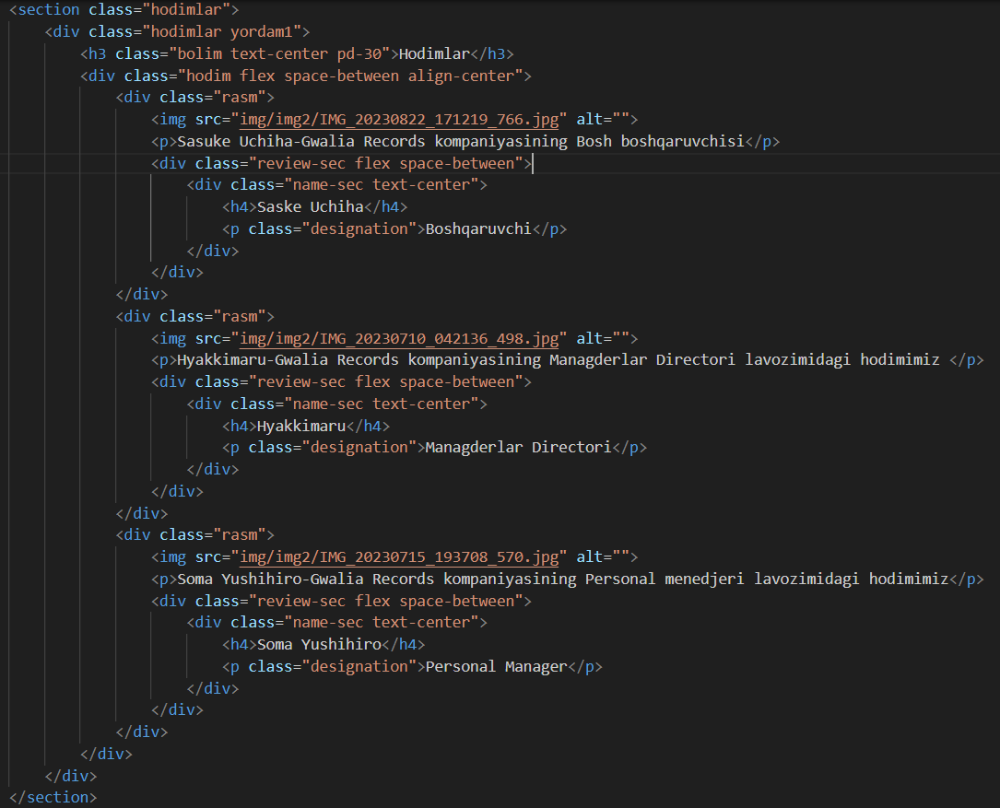 <section class="hodimlar">
<div class="hodimlar yordam1">
<h3 class="bolim text-center pd-30">Hodimlar</h3>
<div class="hodim flex space-between align-center">
<div class="rasm">
<img src="img/img2/IMG_20230822_171219_766.jpg" alt="">
<p>Sasuke Uchiha-Gwalia Records kompaniyasining Bosh boshqaruvchisi</p>
<div class="review-sec flex space-between">
<div class="name-sec text-center">
<h4>Saske Uchiha</h4>
<p class="designation">Boshqaruvchi</p>
</div>
</div>
</div>
<div class="rasm">
<img src="img/img2/IMG_20230710_042136_498.jpg" alt="">
<p>Hyakkimaru-Gwalia Records kompaniyasining Managderlar Directori lavozimidagi hodimimiz </p>
<div class="review-sec flex space-between">
<div class="name-sec text-center">
<h4>Hyakkimaru</h4>
<p class="designation">Managderlar Directori</p>
</div>
</div>
</div>
<div class="rasm">
<img src="img/img2/IMG_20230715_193708_570.jpg" alt="">
<p>Soma Yushihiro-Gwalia Records kompaniyasining Personal menedjeri lavozimidagi hodimimiz</p>
<div class="review-sec flex space-between">
<div class="name-sec text-center">
<h4>Soma Yushihiro</h4>
<p class="designation">Personal Manager</p>
</div>
</div>
</div>
</div>
</div>
</section>